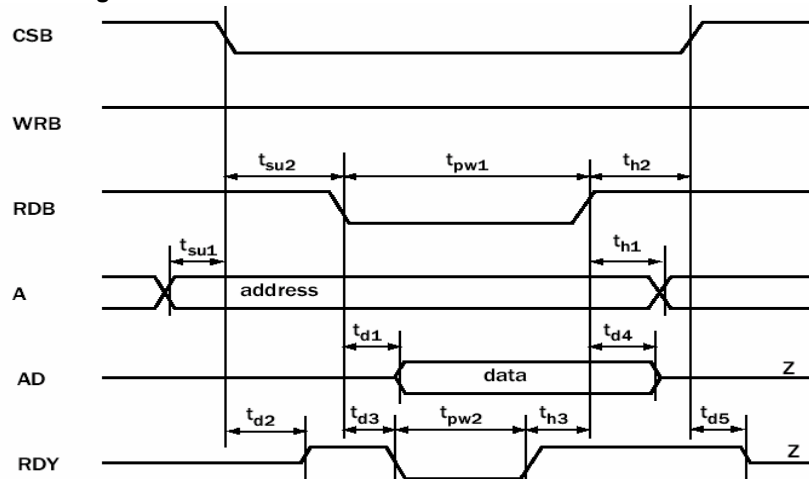 CSB
WRB
t_su2 t_pw1 t_h2
RDB
t_su1 t_h1
A address
t_d1 t_d4
AD data Z
t_d2 t_d3 t_pw2 t_h3 t_d5
RDY Z